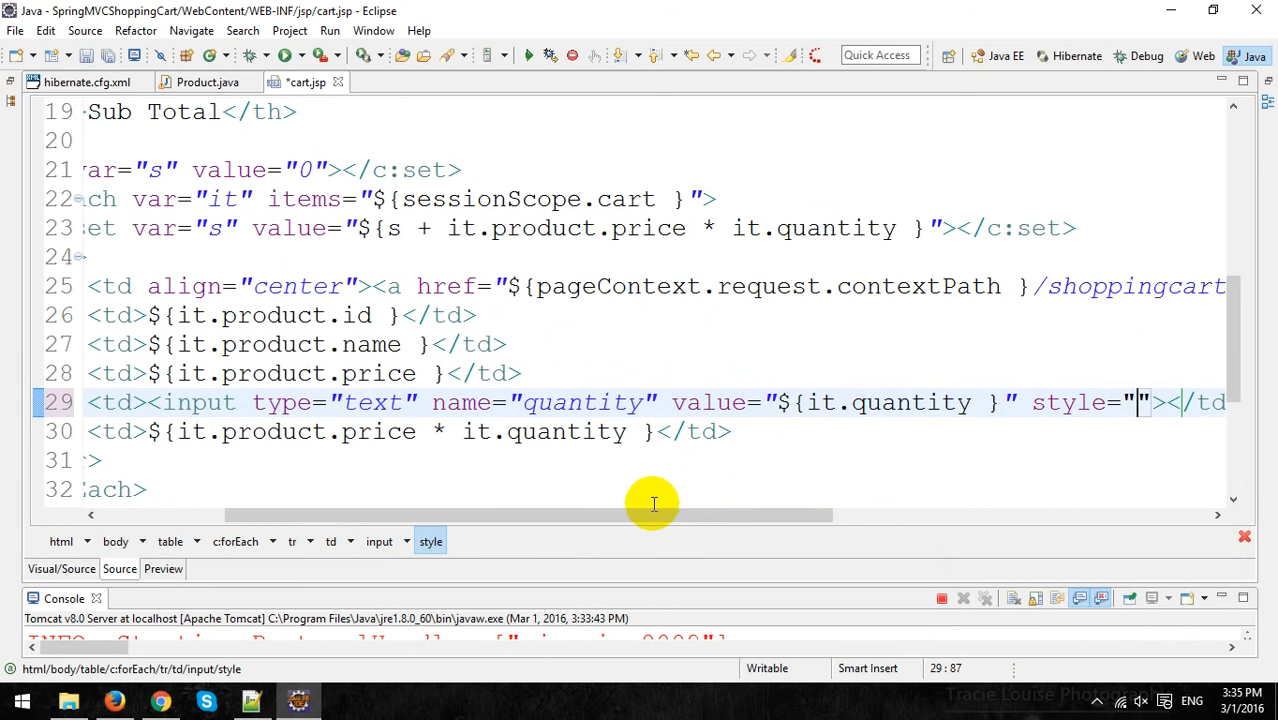 Java - SpringMVCShoppingCart/WebContent/WEB-INF/jsp/cart.jsp - Eclipse
File Edit Source Refactor Navigate Search Project Run Window Help
Quick Access Java EE Hibernate Debug Web Java
hibernate.cfg.xml Product.java *cart.jsp
19 >Sub Total</th>
20
21 var="s" value="0"></c:set>
22 ach var="it" items="${sessionScope.cart }">
23 set var="s" value="${s + it.product.price * it.quantity }"></c:set>
24
25 <td align="center"><a href="${pageContext.request.contextPath }/shoppingcart
26 <td>${it.product.id }</td>
27 <td>${it.product.name }</td>
28 <td>${it.product.price }</td>
29 <td><input type="text" name="quantity" value="${it.quantity }" style=""></td
30 <td>${it.product.price * it.quantity }</td>
31 r>
32 Each>
html body table c:forEach tr td input style
Visual/Source Source Preview
Console
Tomcat v8.0 Server at localhost [Apache Tomcat] C:\Program Files\Java\jre1.8.0_60\bin\javaw.exe (Mar 1, 2016, 3:33:43 PM)
html/body/table/c:forEach/tr/td/input/style Writable Smart Insert 29 : 87
Tracie Louise Photography
ENG 3:35 PM
3/1/2016